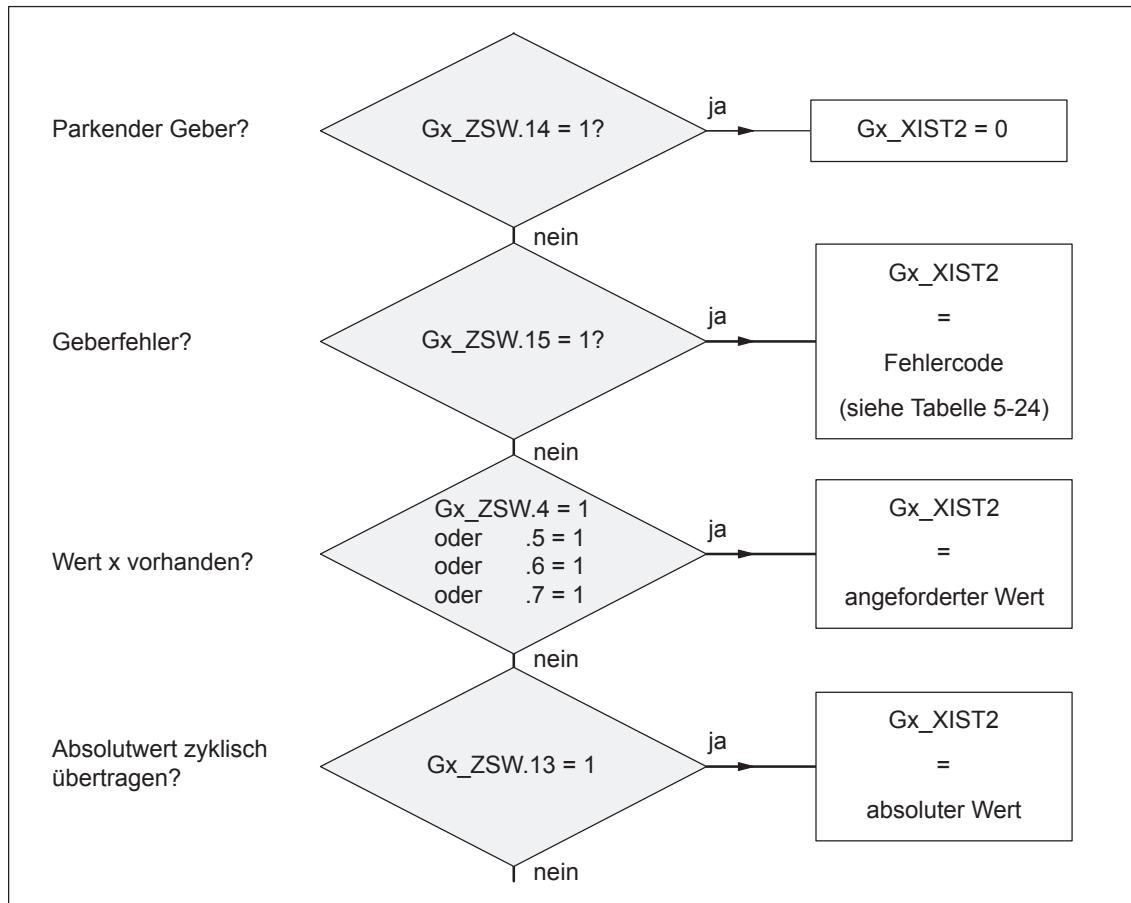 Parkender Geber?
Gx_ZSW.14 = 1?
ja
Gx_XIST2 = 0
nein
Geberfehler?
Gx_ZSW.15 = 1?
ja
Gx_XIST2
=
Fehlercode
(siehe Tabelle 5-24)
nein
Wert x vorhanden?
Gx_ZSW.4 = 1
oder .5 = 1
oder .6 = 1
oder .7 = 1
ja
Gx_XIST2
=
angeforderter Wert
nein
Absolutwert zyklisch
übertragen?
Gx_ZSW.13 = 1
ja
Gx_XIST2
=
absoluter Wert
nein